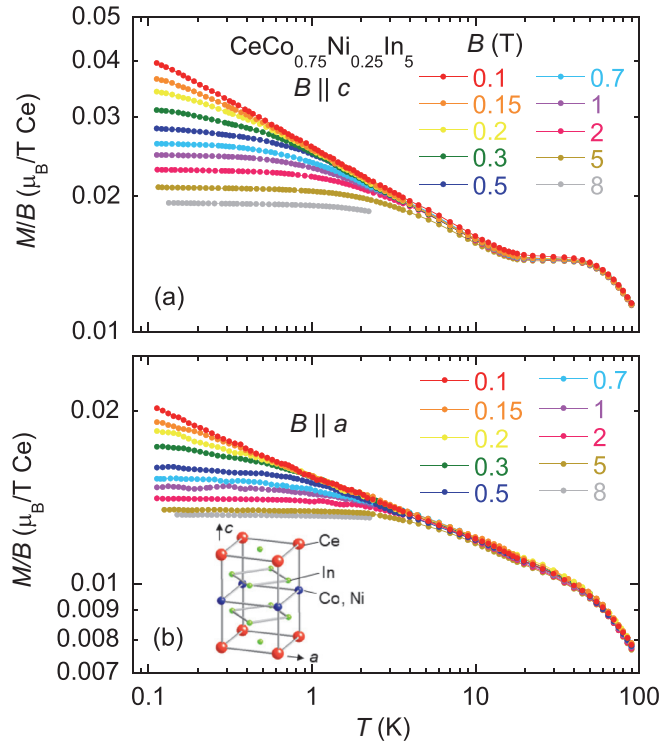 (a)
CeCo0.75Ni0.25In5
B || c
B (T)
0.1 0.7
0.15 1
0.2 2
0.3 5
0.5 8
M/B (μB/T Ce)
0.05
0.04
0.03
0.02
0.01
(b)
B || a
0.1 0.7
0.15 1
0.2 2
0.3 5
0.5 8
M/B (μB/T Ce)
0.02
0.01
0.009
0.008
0.007
c
Ce
In
Co, Ni
a
0.1 1 10 100
T (K)